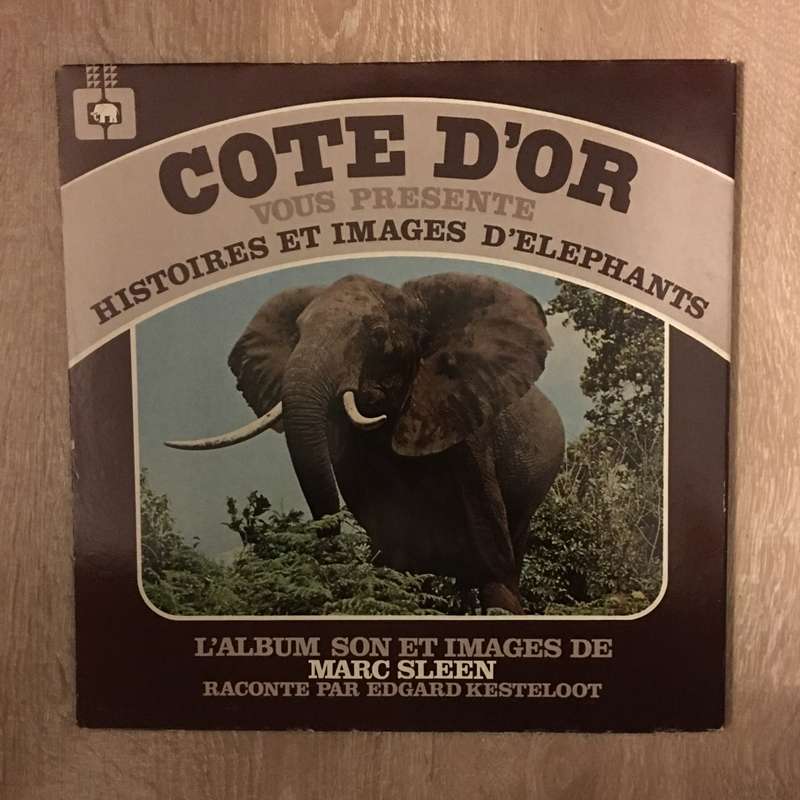 COTE D'OR
VOUS PRESENTE
HISTOIRES ET IMAGES D'ELEPHANTS
L'ALBUM SON ET IMAGES DE
MARC SLEEN
RACONTE PAR EDGARD KESTELOOT